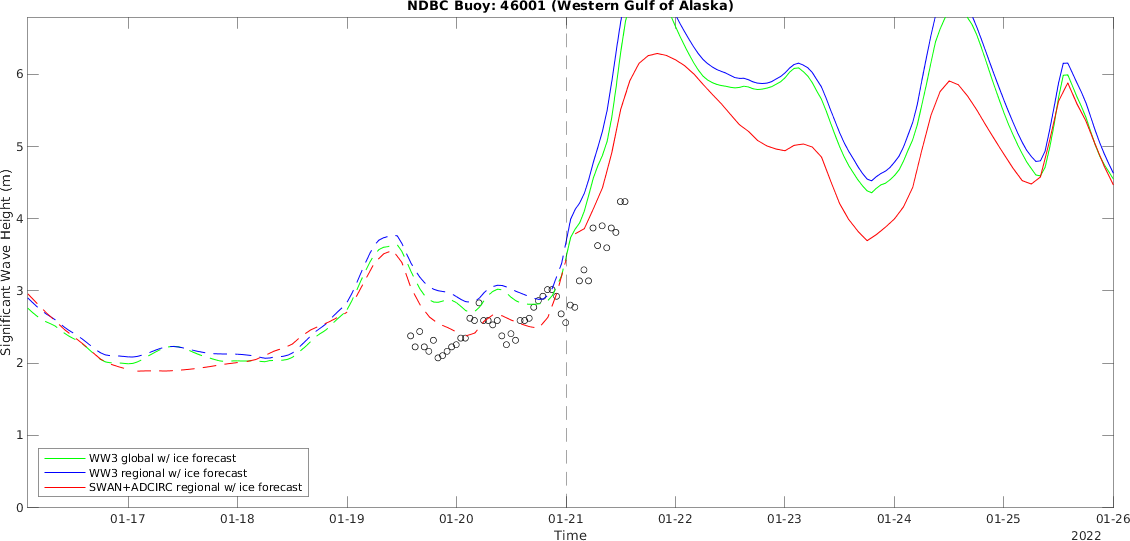 NDBC Buoy: 46001 (Western Gulf of Alaska)
Significant Wave Height (m)
6
5
4
3
2
1
0
WW3 global w/ ice forecast
WW3 regional w/ ice forecast
SWAN+ADCIRC regional w/ ice forecast
01-17 01-18 01-19 01-20 01-21 01-22 01-23 01-24 01-25 01-26
Time
2022